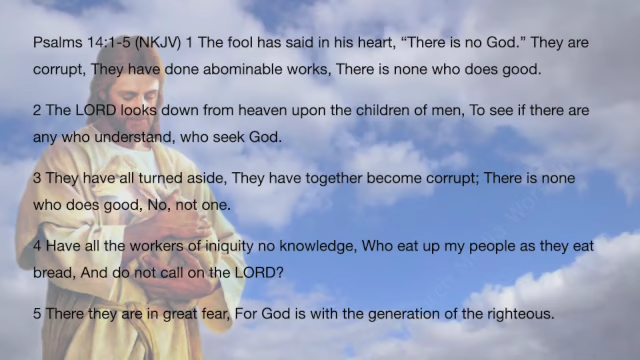 Psalms 14:1-5 (NKJV) 1 The fool has said in his heart, “There is no God.” They are
corrupt, They have done abominable works, There is none who does good.
2 The LORD looks down from heaven upon the children of men, To see if there are
any who understand, who seek God.
3 They have all turned aside, They have together become corrupt; There is none
who does good, No, not one.
4 Have all the workers of iniquity no knowledge, Who eat up my people as they eat
bread, And do not call on the LORD?
5 There they are in great fear, For God is with the generation of the righteous.